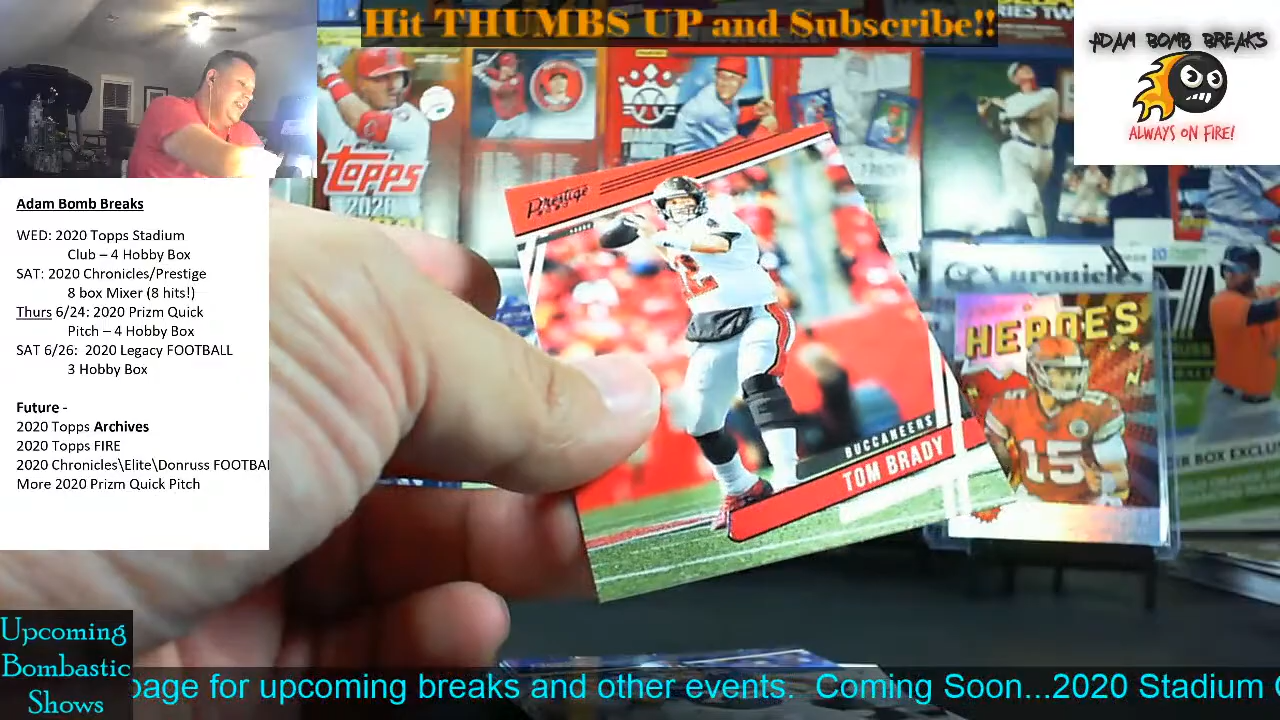 Hit THUMBS UP and Subscribe!!
ADAM BOMB BREAKS
ALWAYS ON FIRE!
Adam Bomb Breaks
WED: 2020 Topps Stadium
Club – 4 Hobby Box
SAT: 2020 Chronicles/Prestige
8 box Mixer (8 hits!)
Thurs 6/24: 2020 Prizm Quick
Pitch – 4 Hobby Box
SAT 6/26: 2020 Legacy FOOTBALL
3 Hobby Box
Future -
2020 Topps Archives
2020 Topps FIRE
2020 Chronicles\Elite\Donruss FOOTBAL
More 2020 Prizm Quick Pitch
topps
2020
Prestige
12
BUCCANEERS
TOM BRADY
Chronicles
HEROES
15
Upcoming
Bombastic
Shows
page for upcoming breaks and other events. Coming Soon...2020 Stadium